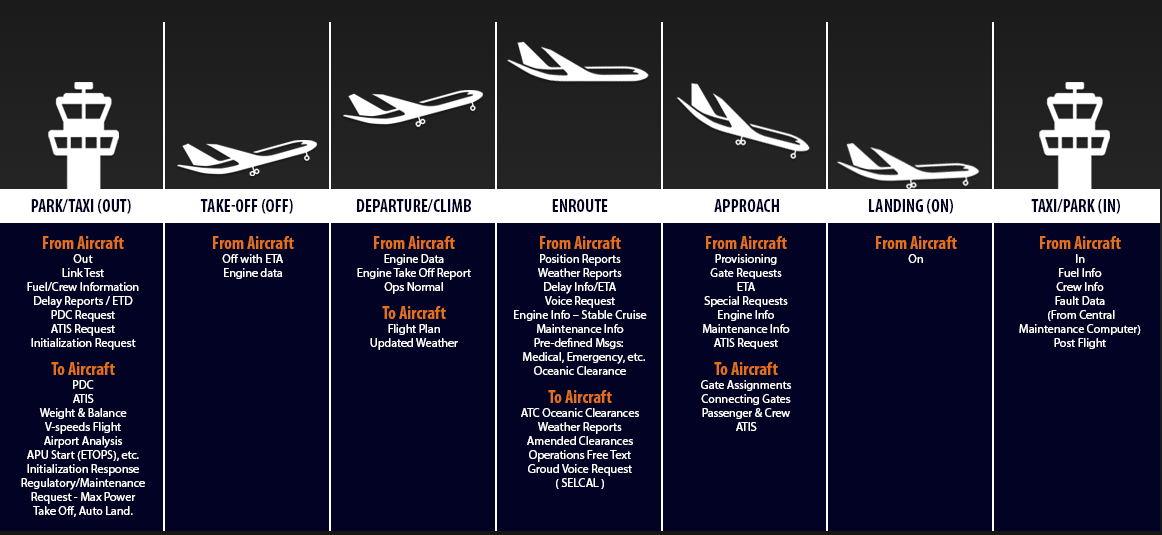 PARK/TAXI (OUT)
From Aircraft
Out
Link Test
Fuel/Crew Information
Delay Reports / ETD
PDC Request
ATIS Request
Initialization Request
To Aircraft
PDC
ATIS
Weight & Balance
V-speeds Flight
Airport Analysis
APU Start (ETOPS), etc.
Initialization Response
Regulatory/Maintenance
Request - Max Power
Take Off, Auto Land.
TAKE-OFF (OFF)
From Aircraft
Off with ETA
Engine data
DEPARTURE/CLIMB
From Aircraft
Engine Data
Engine Take Off Report
Ops Normal
To Aircraft
Flight Plan
Updated Weather
ENROUTE
From Aircraft
Position Reports
Weather Reports
Delay Info/ETA
Voice Request
Engine Info – Stable Cruise
Maintenance Info
Pre-defined Msgs:
Medical, Emergency, etc.
Oceanic Clearance
To Aircraft
ATC Oceanic Clearances
Weather Reports
Amended Clearances
Operations Free Text
Groud Voice Request
( SELCAL )
APPROACH
From Aircraft
Provisioning
Gate Requests
ETA
Special Requests
Engine Info
Maintenance Info
ATIS Request
To Aircraft
Gate Assignments
Connecting Gates
Passenger & Crew
ATIS
LANDING (ON)
From Aircraft
On
TAXI/PARK (IN)
From Aircraft
In
Fuel Info
Crew Info
Fault Data
(From Central
Maintenance Computer)
Post Flight